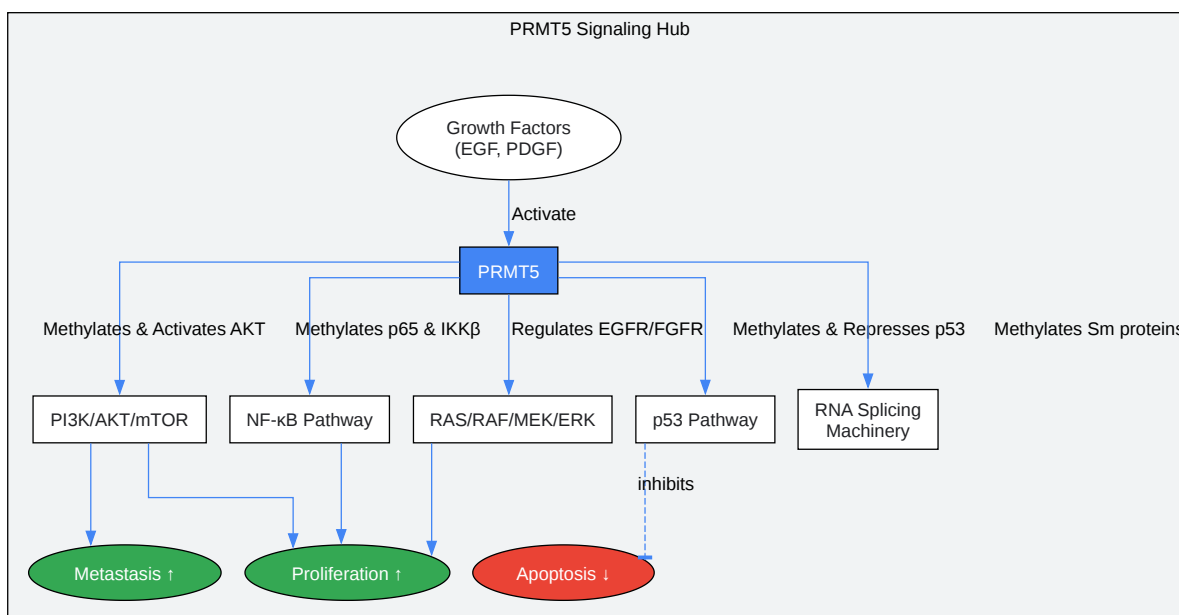 PRMT5 Signaling Hub
Growth Factors
(EGF, PDGF)
Activate
PRMT5
Methylates & Activates AKT
Methylates p65 & IKKβ
Regulates EGFR/FGFR
Methylates & Represses p53
Methylates Sm proteins
PI3K/AKT/mTOR
NF-κB Pathway
RAS/RAF/MEK/ERK
p53 Pathway
RNA Splicing
Machinery
inhibits
Metastasis ↑
Proliferation ↑
Apoptosis ↓